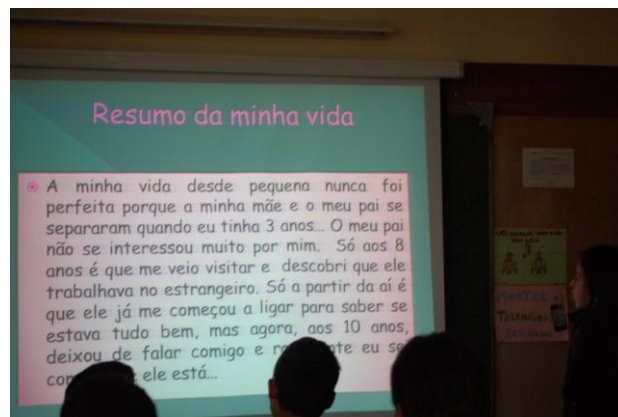 Resumo da minha vida
A minha vida desde pequena nunca foi
perfeita porque a minha mãe e o meu pai se
separaram quando eu tinha 3 anos... O meu pai
não se interessou muito por mim. Só aos 8
anos é que me veio visitar e descobri que ele
trabalhava no estrangeiro. Só a partir da aí é
que ele já me começou a ligar para saber se
estava tudo bem, mas agora, aos 10 anos,
deixou de falar comigo e eu
ele está...